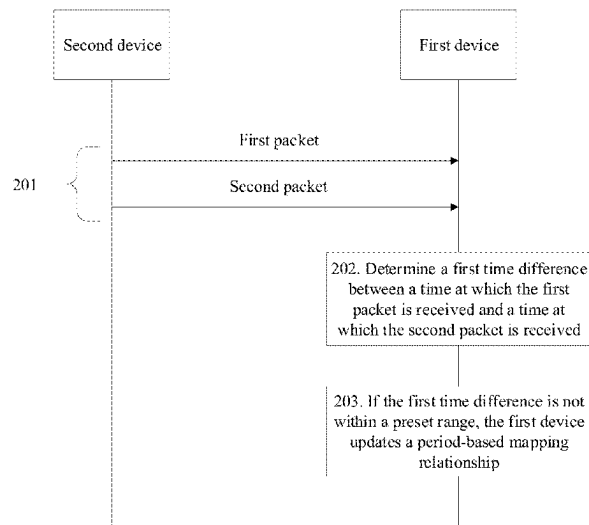 Second device
First device
First packet
201
Second packet
202. Determine a first time difference
between a time at which the first
packet is received and a time at
which the second packet is received
203. If the first time difference is not
within a preset range, the first device
updates a period-based mapping
relationship